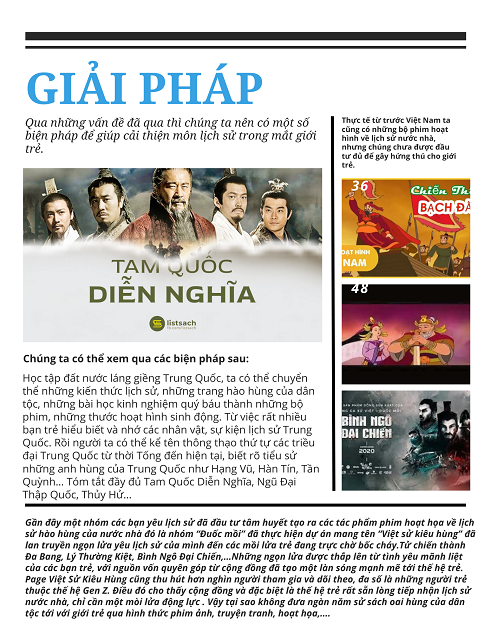 GIẢI PHÁP
Qua những vấn đề đã qua thì chúng ta nên có một số
biện pháp để giúp cải thiện môn lịch sử trong mắt giới
trẻ.
TAM QUỐC
DIỄN NGHĨA
listsach
Chúng ta có thể xem qua các biện pháp sau:
Học tập đất nước láng giềng Trung Quốc, ta có thể chuyển
thể những kiến thức lịch sử, những trang hào hùng của dân
tộc, những bài học kinh nghiệm quý báu thành những bộ
phim, những thước hoạt hình sinh động, Từ việc rất nhiều
bạn trẻ hiểu biết và nhớ các nhân vật, sự kiện lịch sử Trung
Quốc. Rồi người ta có thể kể tên thông thạo thứ tự các triều
đại Trung Quốc từ thời Tống đến hiện tại, biết rõ tiểu sử
những anh hùng của Trung Quốc như Hạng Vũ, Hàn Tín, Tần
Quỳnh... Tóm tắt đầy đủ Tam Quốc Diễn Nghĩa, Ngũ Đại
Thập Quốc, Thủy Hử...
Thực tế từ trước Việt Nam ta
cũng có những bộ phim hoạt
hình về lịch sử nước nhà,
nhưng chúng chưa được đầu
tư đủ để gây hứng thú cho giới
trẻ.
36
Chiến Th
BẠCH ĐÀ
OẠT HÌNH
NAM
48
BÌNH NGÔ
ĐẠI CHIẾN
2020
Gần đây một nhóm các bạn yêu lịch sử đã đầu tư tâm huyết tạo ra các tác phẩm phim hoạt họa về lịch
sử hào hùng của nước nhà đó là nhóm “Đuốc mồi” đã thực hiện dự án mang tên “Việt sử kiêu hùng” đã
lan truyền ngọn lửa yêu lịch sử của mình đến các mồi lửa trẻ đang trực chờ bốc cháy.Tử chiến thành
Đa Bang, Lý Thường Kiệt, Bình Ngô Đại Chiến,...Những ngọn lửa được thắp lên từ tình yêu mãnh liệt
của các bạn trẻ, với nguồn vốn quyên góp từ cộng đồng đã tạo một làn sóng mạnh mẽ tới thế hệ trẻ.
Page Việt Sử Kiêu Hùng cũng thu hút hơn nghìn người tham gia và dõi theo, đa số là những người trẻ
thuộc thế hệ Gen Z. Điều đó cho thấy cộng đồng và đặc biệt là thế hệ trẻ rất sẵn lòng tiếp nhận lịch sử
nước nhà, chỉ cần một mồi lửa động lực . Vậy tại sao không đưa ngàn năm sử sách oai hùng của dân
tộc tới với giới trẻ qua hình thức phim ảnh, truyện tranh, hoạt họa,....